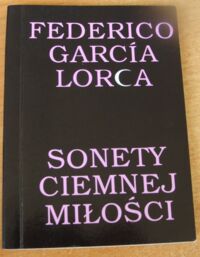 FEDERICO
GARCÍA
LORCA
SONETY
CIEMNEJ
MIŁOŚCI